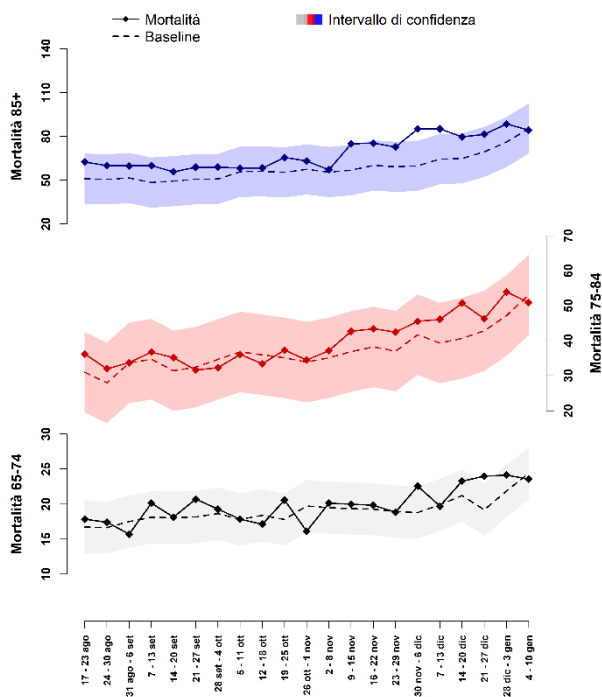 Mortalità
Baseline
Intervallo di confidenza
Mortalità 85+
140
110
80
50
20
Mortalità 75-84
70
60
50
40
30
20
Mortalità 65-74
30
25
20
15
10
17 - 23 ago
24 - 30 ago
31 ago - 6 set
7 - 13 set
14 - 20 set
21 - 27 set
28 set - 4 ott
5 - 11 ott
12 - 18 ott
19 - 25 ott
26 ott - 1 nov
2 - 8 nov
9 - 15 nov
16 - 22 nov
23 - 29 nov
30 nov - 6 dic
7 - 13 dic
14 - 20 dic
21 - 27 dic
28 dic - 3 gen
4 - 10 gen